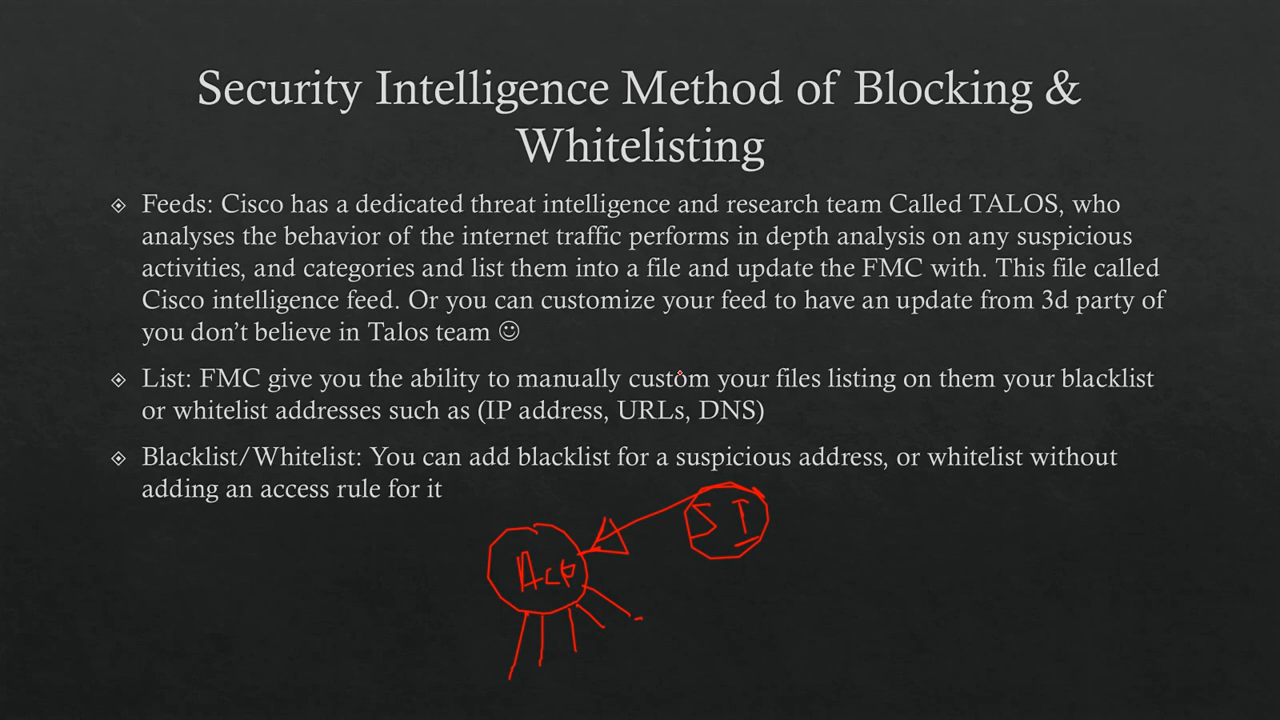 Security Intelligence Method of Blocking &
Whitelisting
Feeds: Cisco has a dedicated threat intelligence and research team Called TALOS, who
analyses the behavior of the internet traffic performs in depth analysis on any suspicious
activities, and categories and list them into a file and update the FMC with. This file called
Cisco intelligence feed. Or you can customize your feed to have an update from 3d party of
you don't believe in Talos team ☺
List: FMC give you the ability to manually custom your files listing on them your blacklist
or whitelist addresses such as (IP address, URLs, DNS)
Blacklist/Whitelist: You can add blacklist for a suspicious address, or whitelist without
adding an access rule for it
SI
ACP